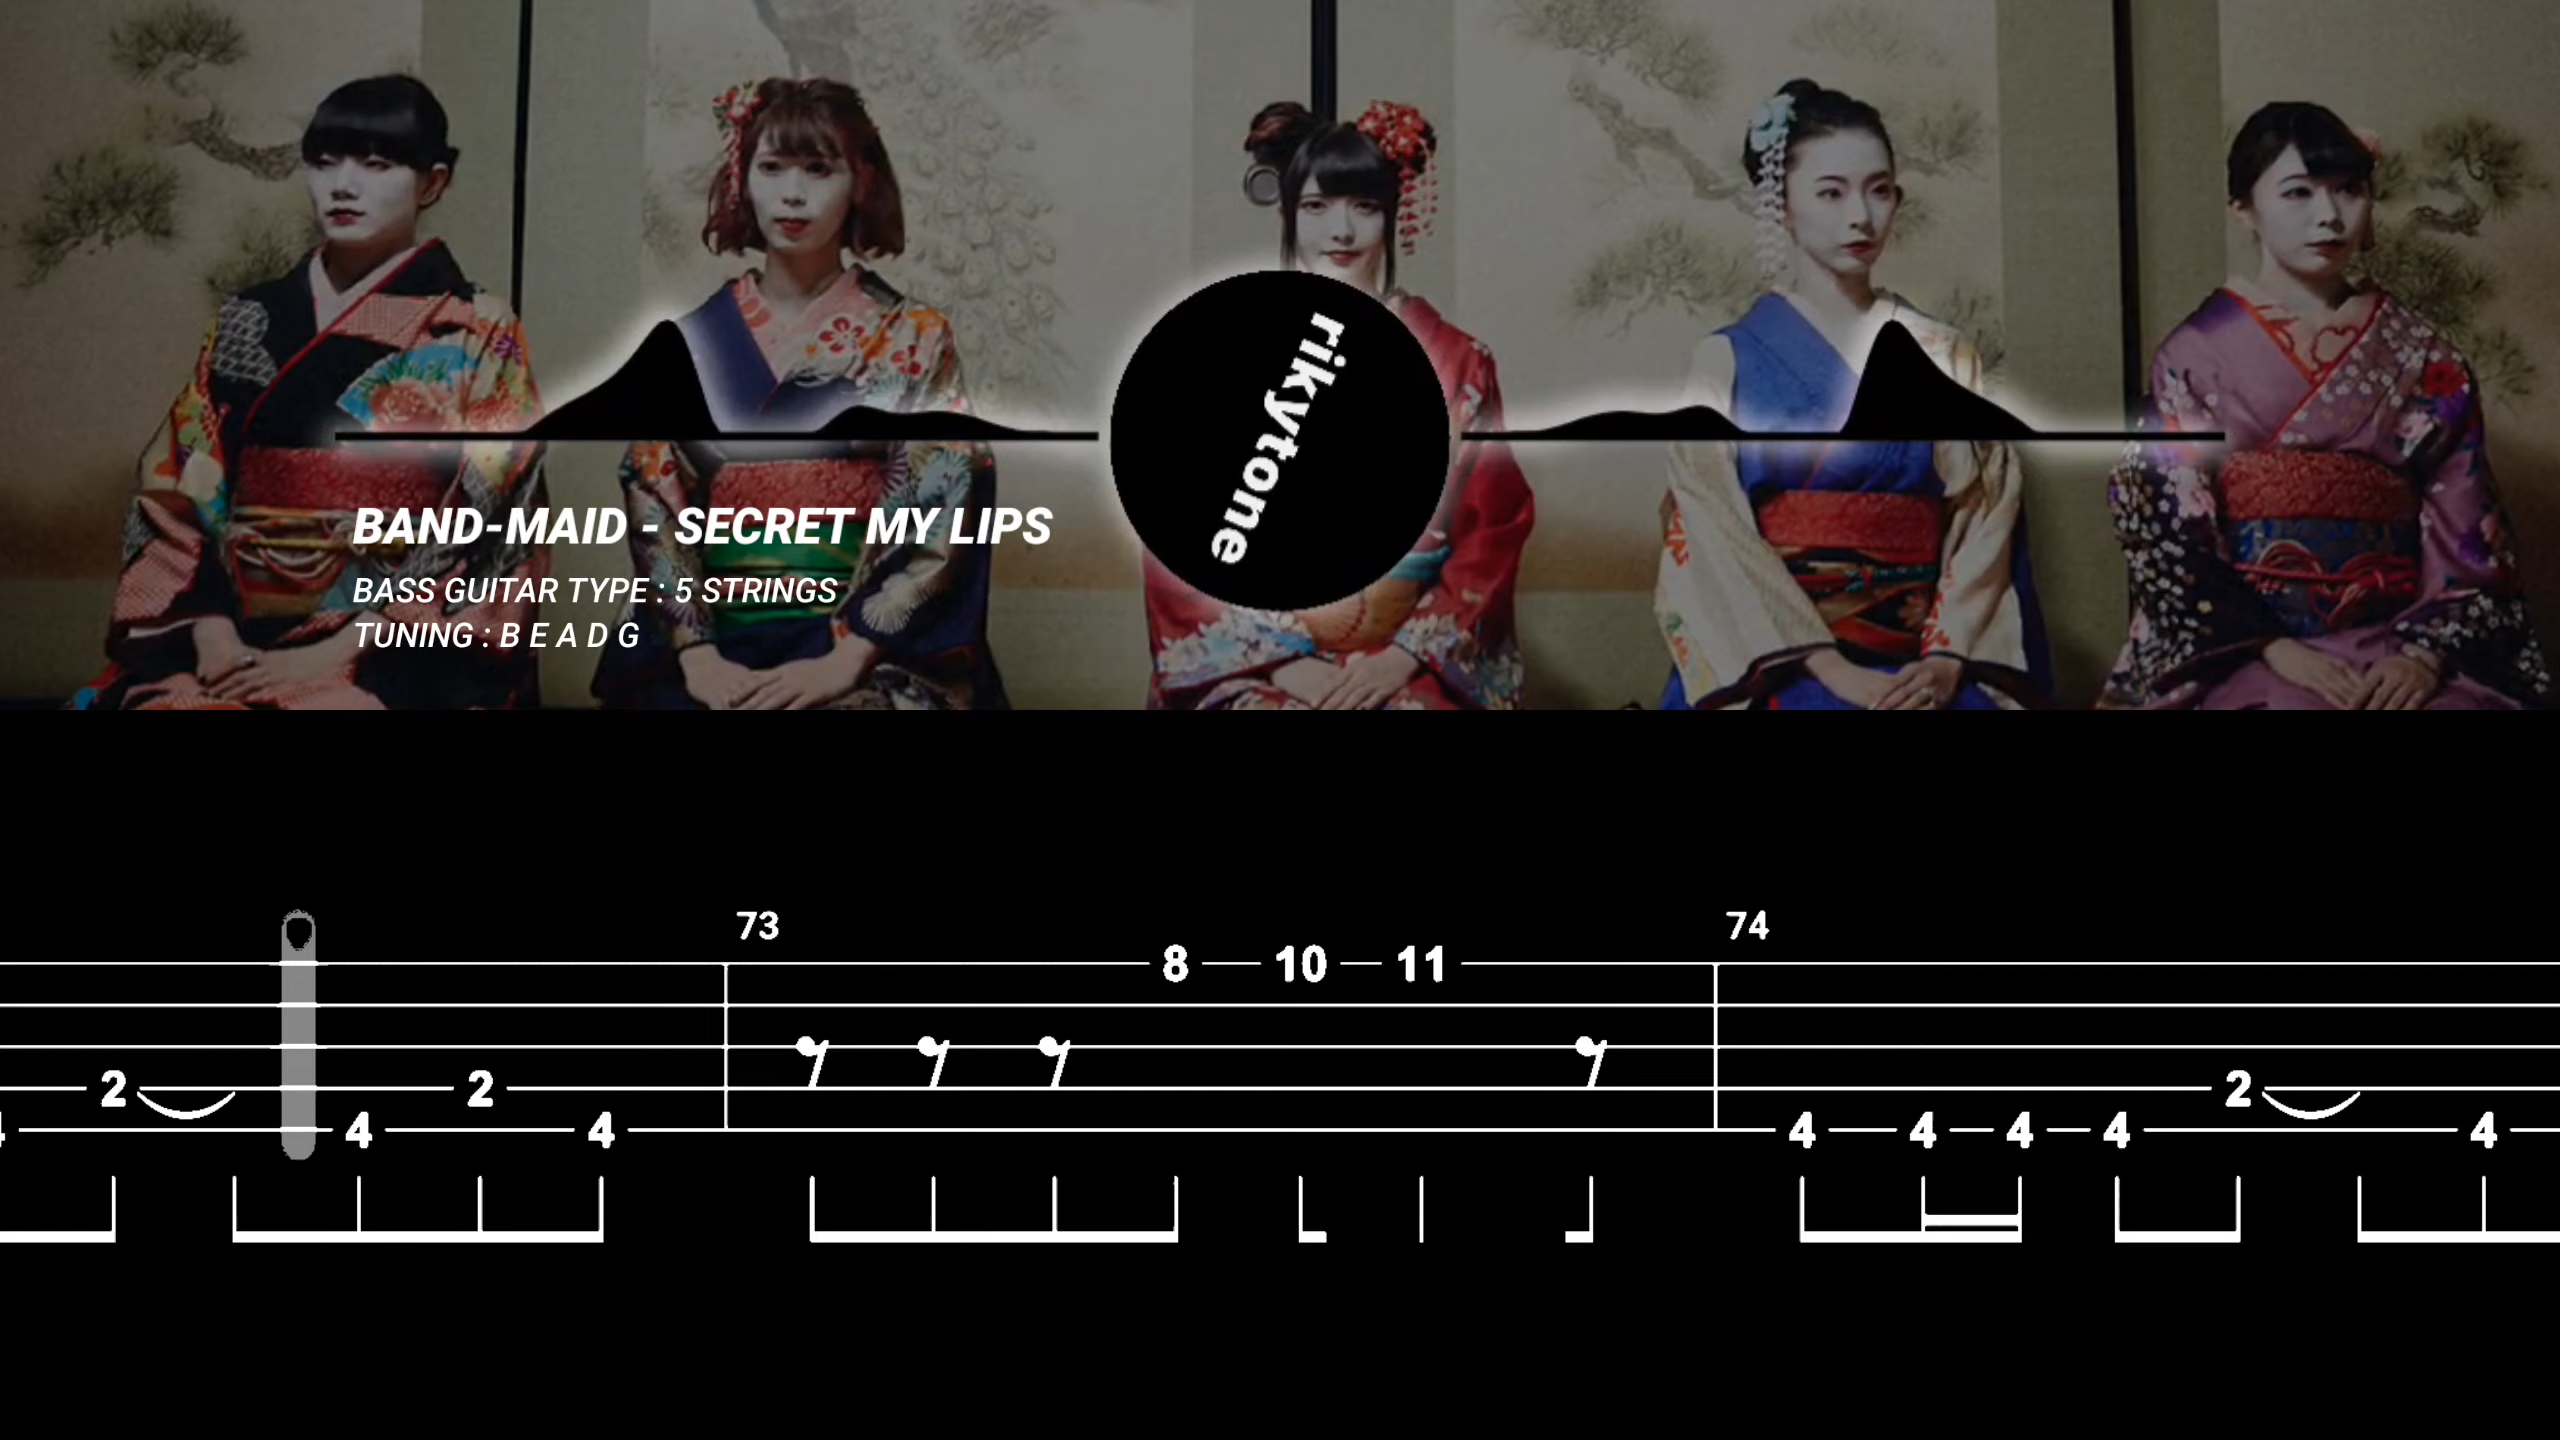 rikytone
BAND-MAID - SECRET MY LIPS
BASS GUITAR TYPE : 5 STRINGS
TUNING : B E A D G
73 74
8 10 11
2 2 2
4 4 4 4 4 4 4